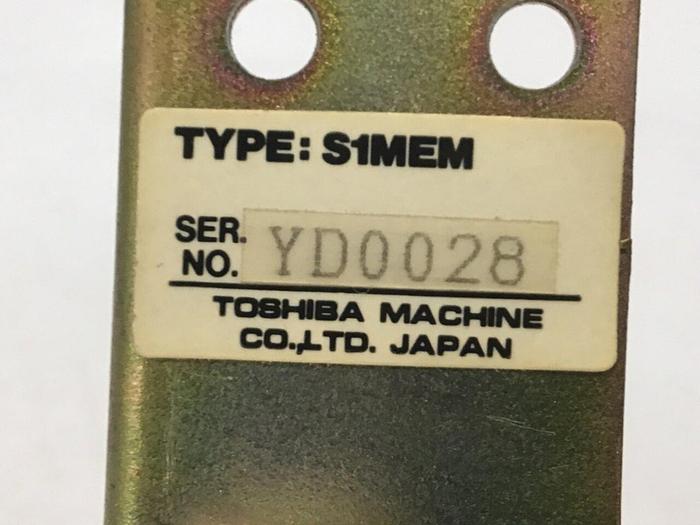 TYPE: S1MEM
SER. NO. YD0028
TOSHIBA MACHINE
CO.,LTD. JAPAN